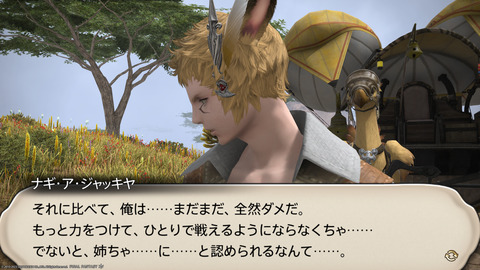 ナギ・ア・ジャッキヤ
それに比べて、俺は……まだまだ、全然ダメだ。
もっと力をつけて、ひとりで戦えるようにならなくちゃ……
でないと、姉ちゃ……に……と認められるなんて……。
FINAL FANTASY XIV